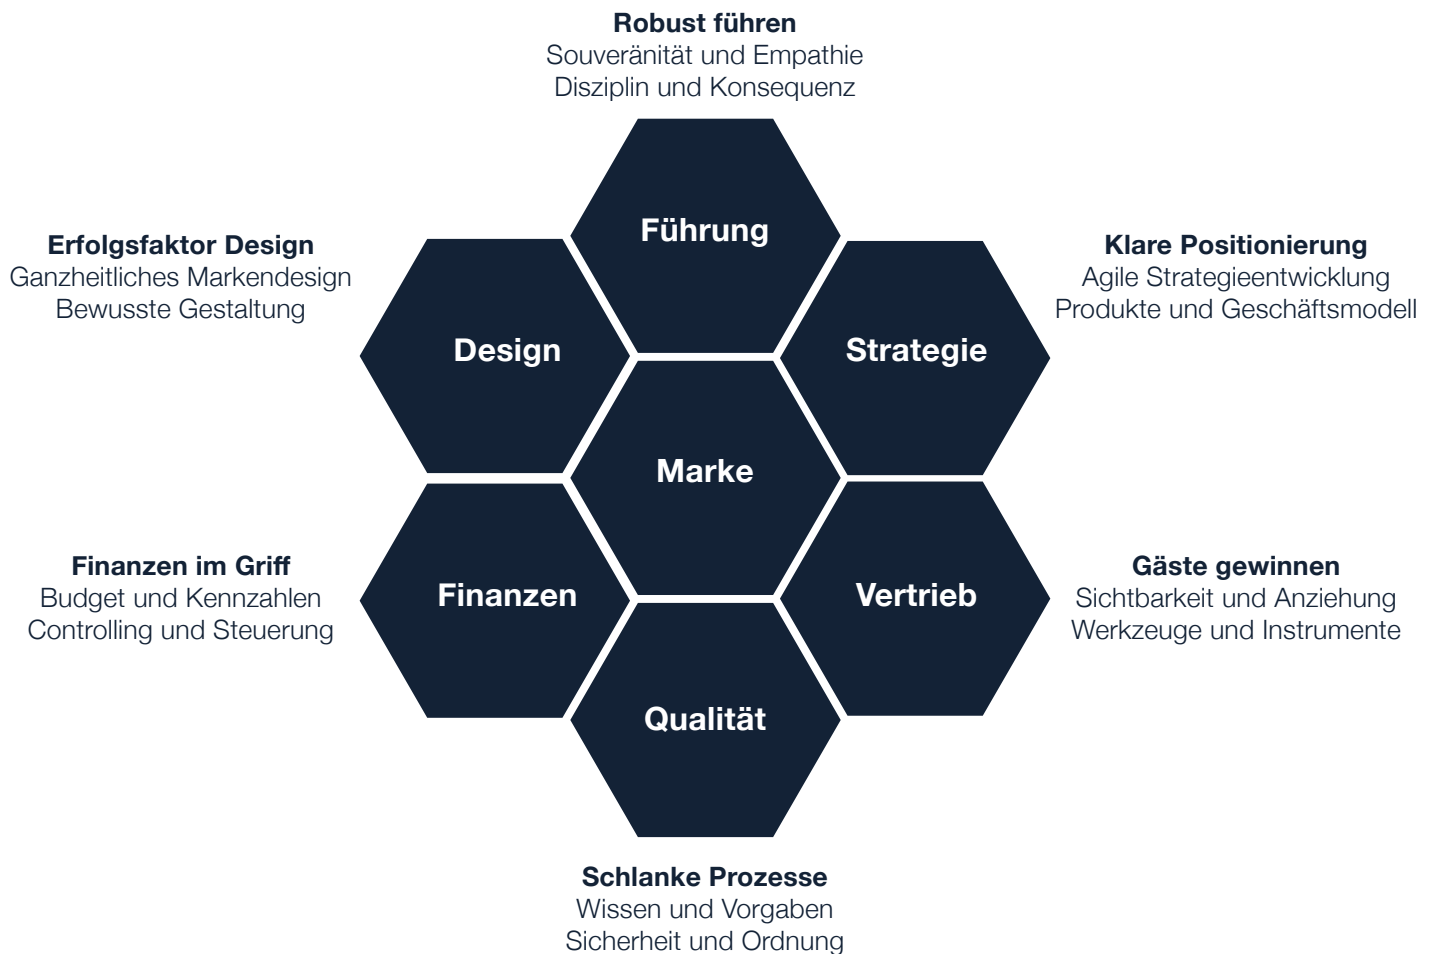 Robust führen
Souveränität und Empathie
Disziplin und Konsequenz
Führung
Erfolgsfaktor Design
Ganzheitliches Markendesign
Bewusste Gestaltung
Design
Klare Positionierung
Agile Strategieentwicklung
Produkte und Geschäftsmodell
Strategie
Marke
Finanzen im Griff
Budget und Kennzahlen
Controlling und Steuerung
Finanzen
Gäste gewinnen
Sichtbarkeit und Anziehung
Werkzeuge und Instrumente
Vertrieb
Qualität
Schlanke Prozesse
Wissen und Vorgaben
Sicherheit und Ordnung